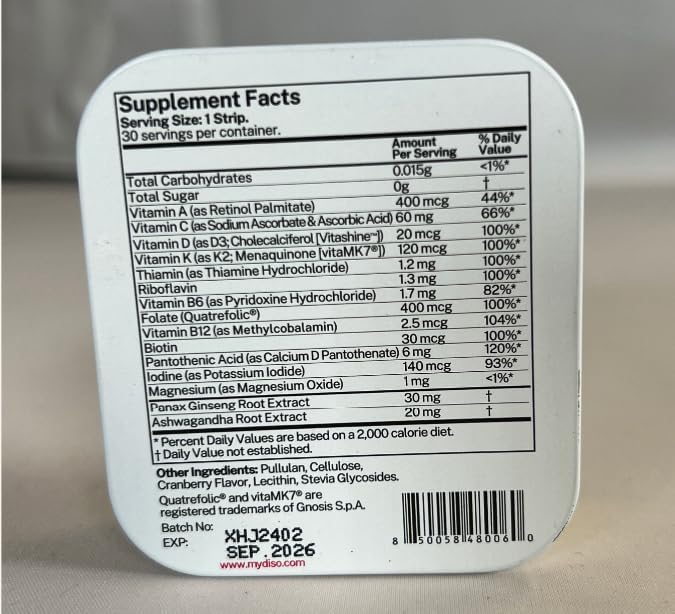 Supplement Facts
Serving Size: 1 Strip.
30 servings per container.
Amount Per Serving % Daily Value
Total Carbohydrates 0.015g <1%*
Total Sugar 0g †
Vitamin A (as Retinol Palmitate) 400 mcg 44%*
Vitamin C (as Sodium Ascorbate & Ascorbic Acid) 60 mg 66%*
Vitamin D (as D3; Cholecalciferol [Vitashine™]) 20 mcg 100%*
Vitamin K (as K2; Menaquinone [vitaMK7®]) 120 mcg 100%*
Thiamin (as Thiamine Hydrochloride) 1.2 mg 100%*
Riboflavin 1.3 mg 100%*
Vitamin B6 (as Pyridoxine Hydrochloride) 1.7 mg 82%*
Folate (Quatrefolic®) 400 mcg 100%*
Vitamin B12 (as Methylcobalamin) 2.5 mcg 104%*
Biotin 30 mcg 100%*
Pantothenic Acid (as Calcium D Pantothenate) 6 mg 120%*
Iodine (as Potassium Iodide) 140 mcg 93%*
Magnesium (as Magnesium Oxide) 1 mg <1%*
Panax Ginseng Root Extract 30 mg †
Ashwagandha Root Extract 20 mg †
* Percent Daily Values are based on a 2,000 calorie diet.
† Daily Value not established.
Other Ingredients: Pullulan, Cellulose,
Cranberry Flavor, Lecithin, Stevia Glycosides.
Quatrefolic® and vitaMK7® are
registered trademarks of Gnosis S.p.A.
Batch No: XHJ2402
EXP: SEP.2026
www.mydiso.com
8 50058 48006 0